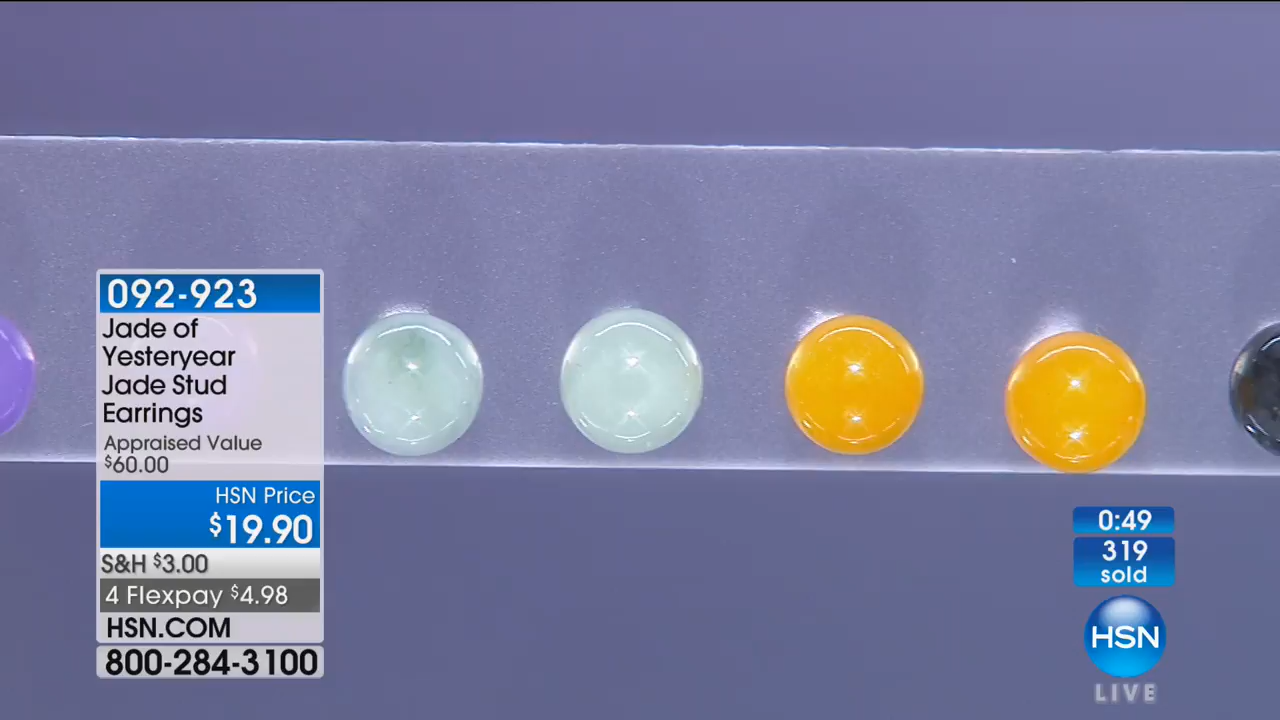 092-923
Jade of
Yesteryear
Jade Stud
Earrings
Appraised Value
$60.00
HSN Price
$19.90
S&H $3.00
4 Flexpay $4.98
HSN.COM
800-284-3100
0:49
319
sold
HSN
LIVE